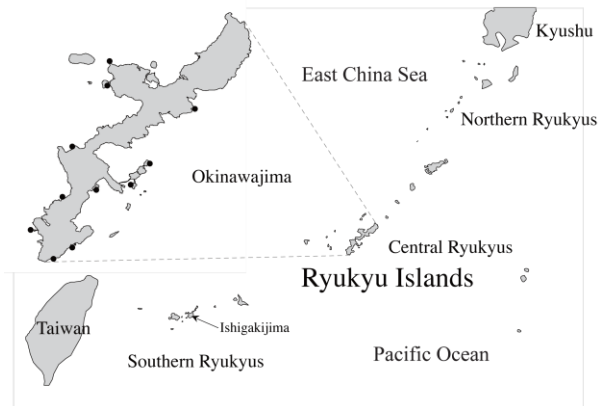 Kyushu
East China Sea
Northern Ryukyus
Okinawajima
Central Ryukyus
Ryukyu Islands
Taiwan
Ishigakijima
Southern Ryukyus
Pacific Ocean